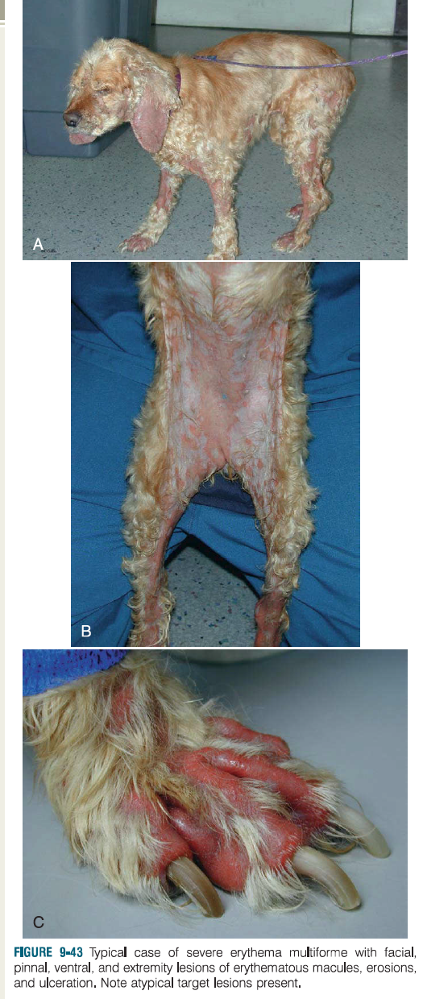 A
B
C
FIGURE 9-43 Typical case of severe erythema multiforme with facial,
pinnal, ventral, and extremity lesions of erythematous macules, erosions,
and ulceration. Note atypical target lesions present.